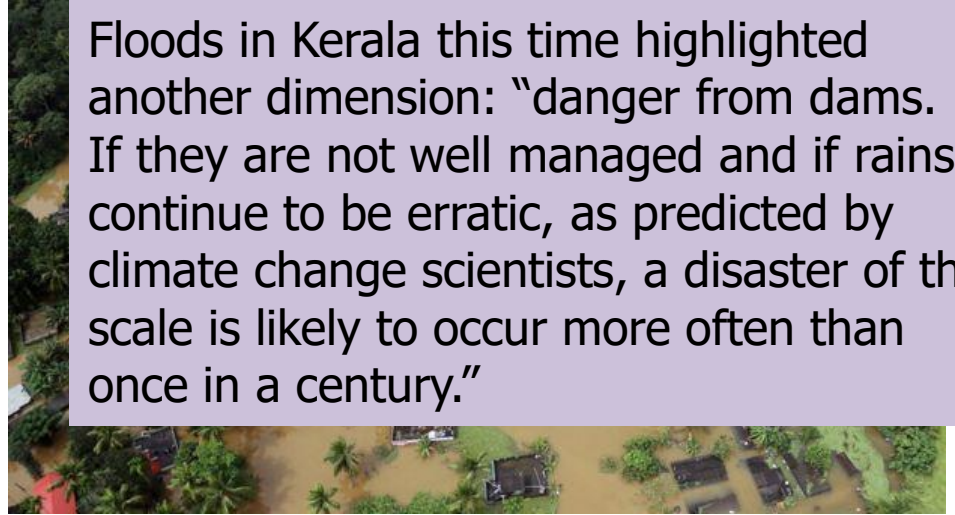 Floods in Kerala this time highlighted
another dimension: “danger from dams.
If they are not well managed and if rains
continue to be erratic, as predicted by
climate change scientists, a disaster of
scale is likely to occur more often than
once in a century.”